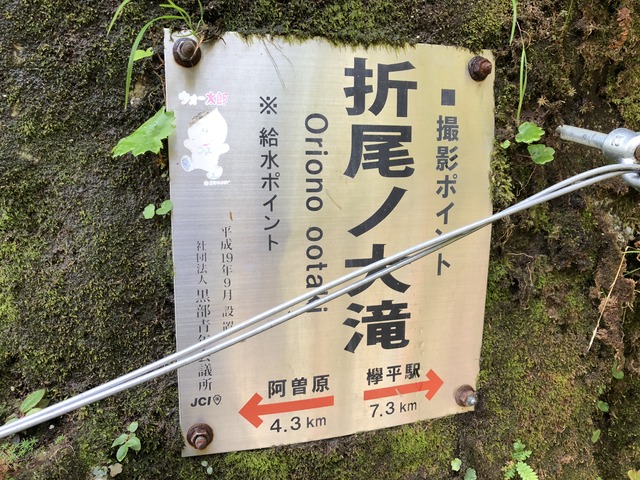 ■撮影ポイント
折尾ノ大滝
Oriono ootaki
※給水ポイント
ウォー太郎
平成19年9月 設置
社団法人 黒部青年会議所
JCI
欅平駅
7.3 km
阿曽原
4.3 km